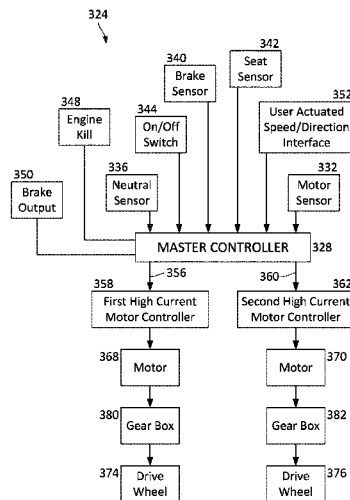 324
342
340
Seat
Sensor
Brake
Sensor
348
344
352
Engine
Kill
On/Off
Switch
User Actuated
Speed/Direction
Interface
350
336
332
Brake
Output
Neutral
Sensor
Motor
Sensor
MASTER CONTROLLER
328
356
360
358
362
First High Current
Motor Controller
Second High Current
Motor Controller
368
370
Motor
Motor
380
382
Gear Box
Gear Box
374
376
Drive
Wheel
Drive
Wheel